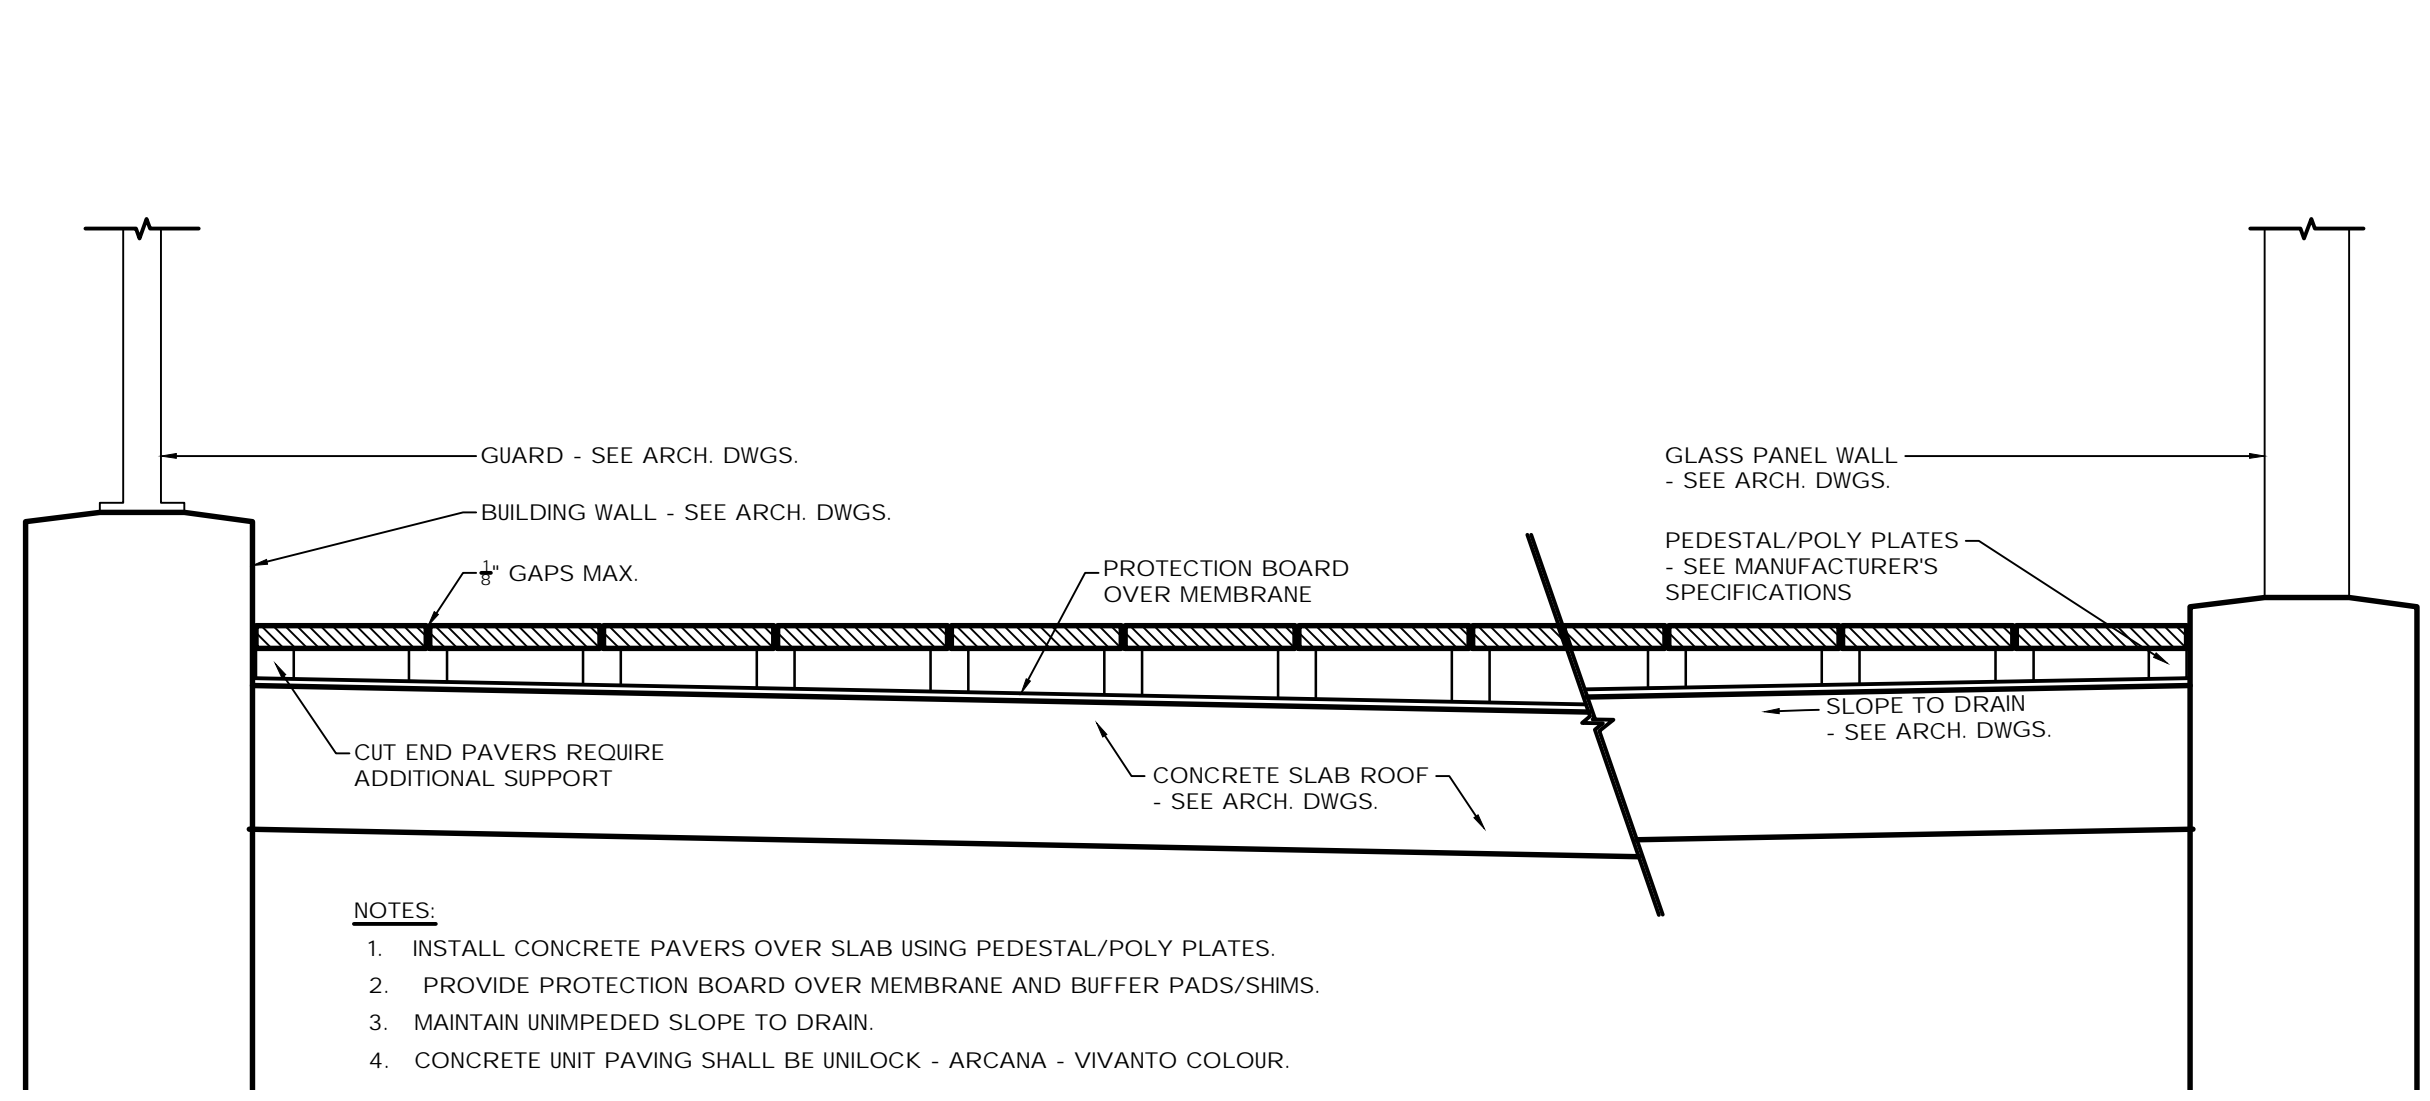 GUARD - SEE ARCH. DWGS.
BUILDING WALL - SEE ARCH. DWGS.
1/8" GAPS MAX.
PROTECTION BOARD
OVER MEMBRANE
GLASS PANEL WALL
- SEE ARCH. DWGS.
PEDESTAL/POLY PLATES
- SEE MANUFACTURER'S
SPECIFICATIONS
SLOPE TO DRAIN
- SEE ARCH. DWGS.
CUT END PAVERS REQUIRE
ADDITIONAL SUPPORT
CONCRETE SLAB ROOF
- SEE ARCH. DWGS.
NOTES:
1. INSTALL CONCRETE PAVERS OVER SLAB USING PEDESTAL/POLY PLATES.
2. PROVIDE PROTECTION BOARD OVER MEMBRANE AND BUFFER PADS/SHIMS.
3. MAINTAIN UNIMPEDED SLOPE TO DRAIN.
4. CONCRETE UNIT PAVING SHALL BE UNILOCK - ARCANA - VIVANTO COLOUR.